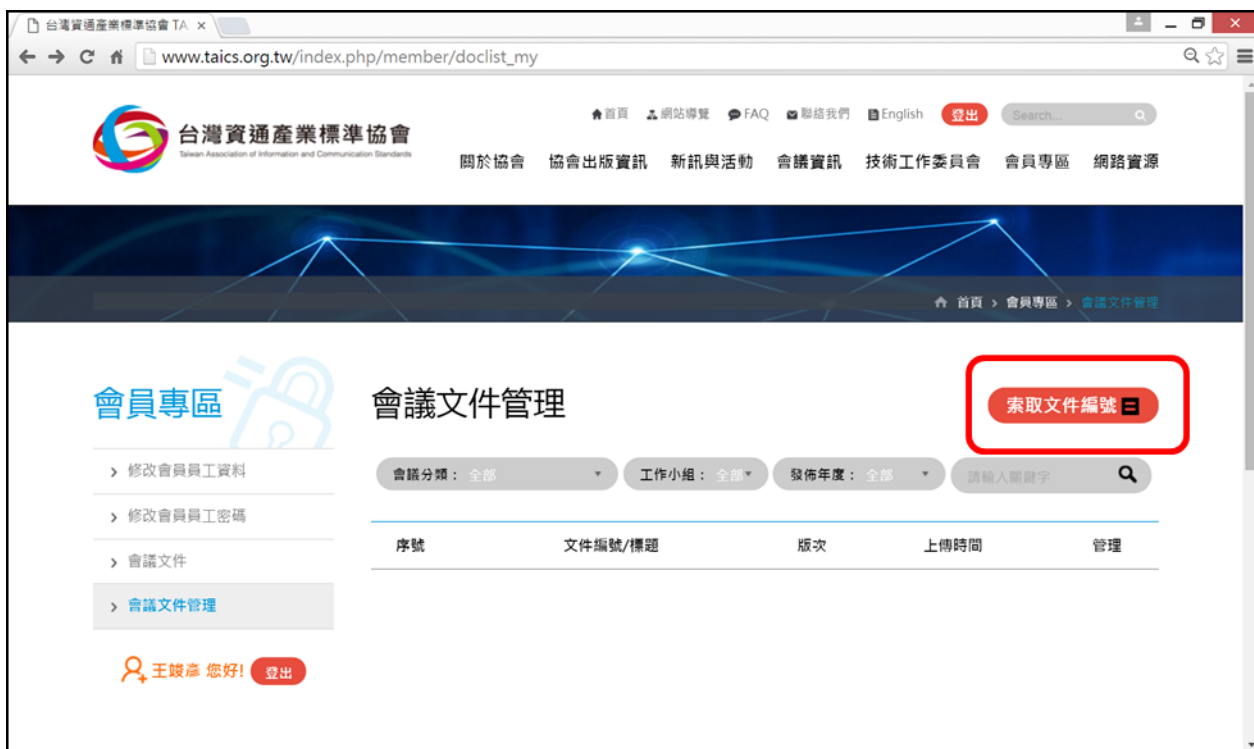 台灣資通產業標準協會 TA
www.taics.org.tw/index.php/member/doclist_my
首頁 網站導覽 FAQ 聯絡我們 English 登出 Search...
台灣資通產業標準協會
Taiwan Association of Information and Communication Standards
關於協會 協會出版資訊 新訊與活動 會議資訊 技術工作委員會 會員專區 網路資源
首頁 > 會員專區 > 會議文件管理
會員專區
會議文件管理
索取文件編號
> 修改會員員工資料
會議分類: 全部 工作小組: 全部 發佈年度: 全部 請輸入關鍵字
> 修改會員員工密碼
序號 文件編號/標題 版次 上傳時間 管理
> 會議文件
> 會議文件管理
王竣彥 您好! 登出